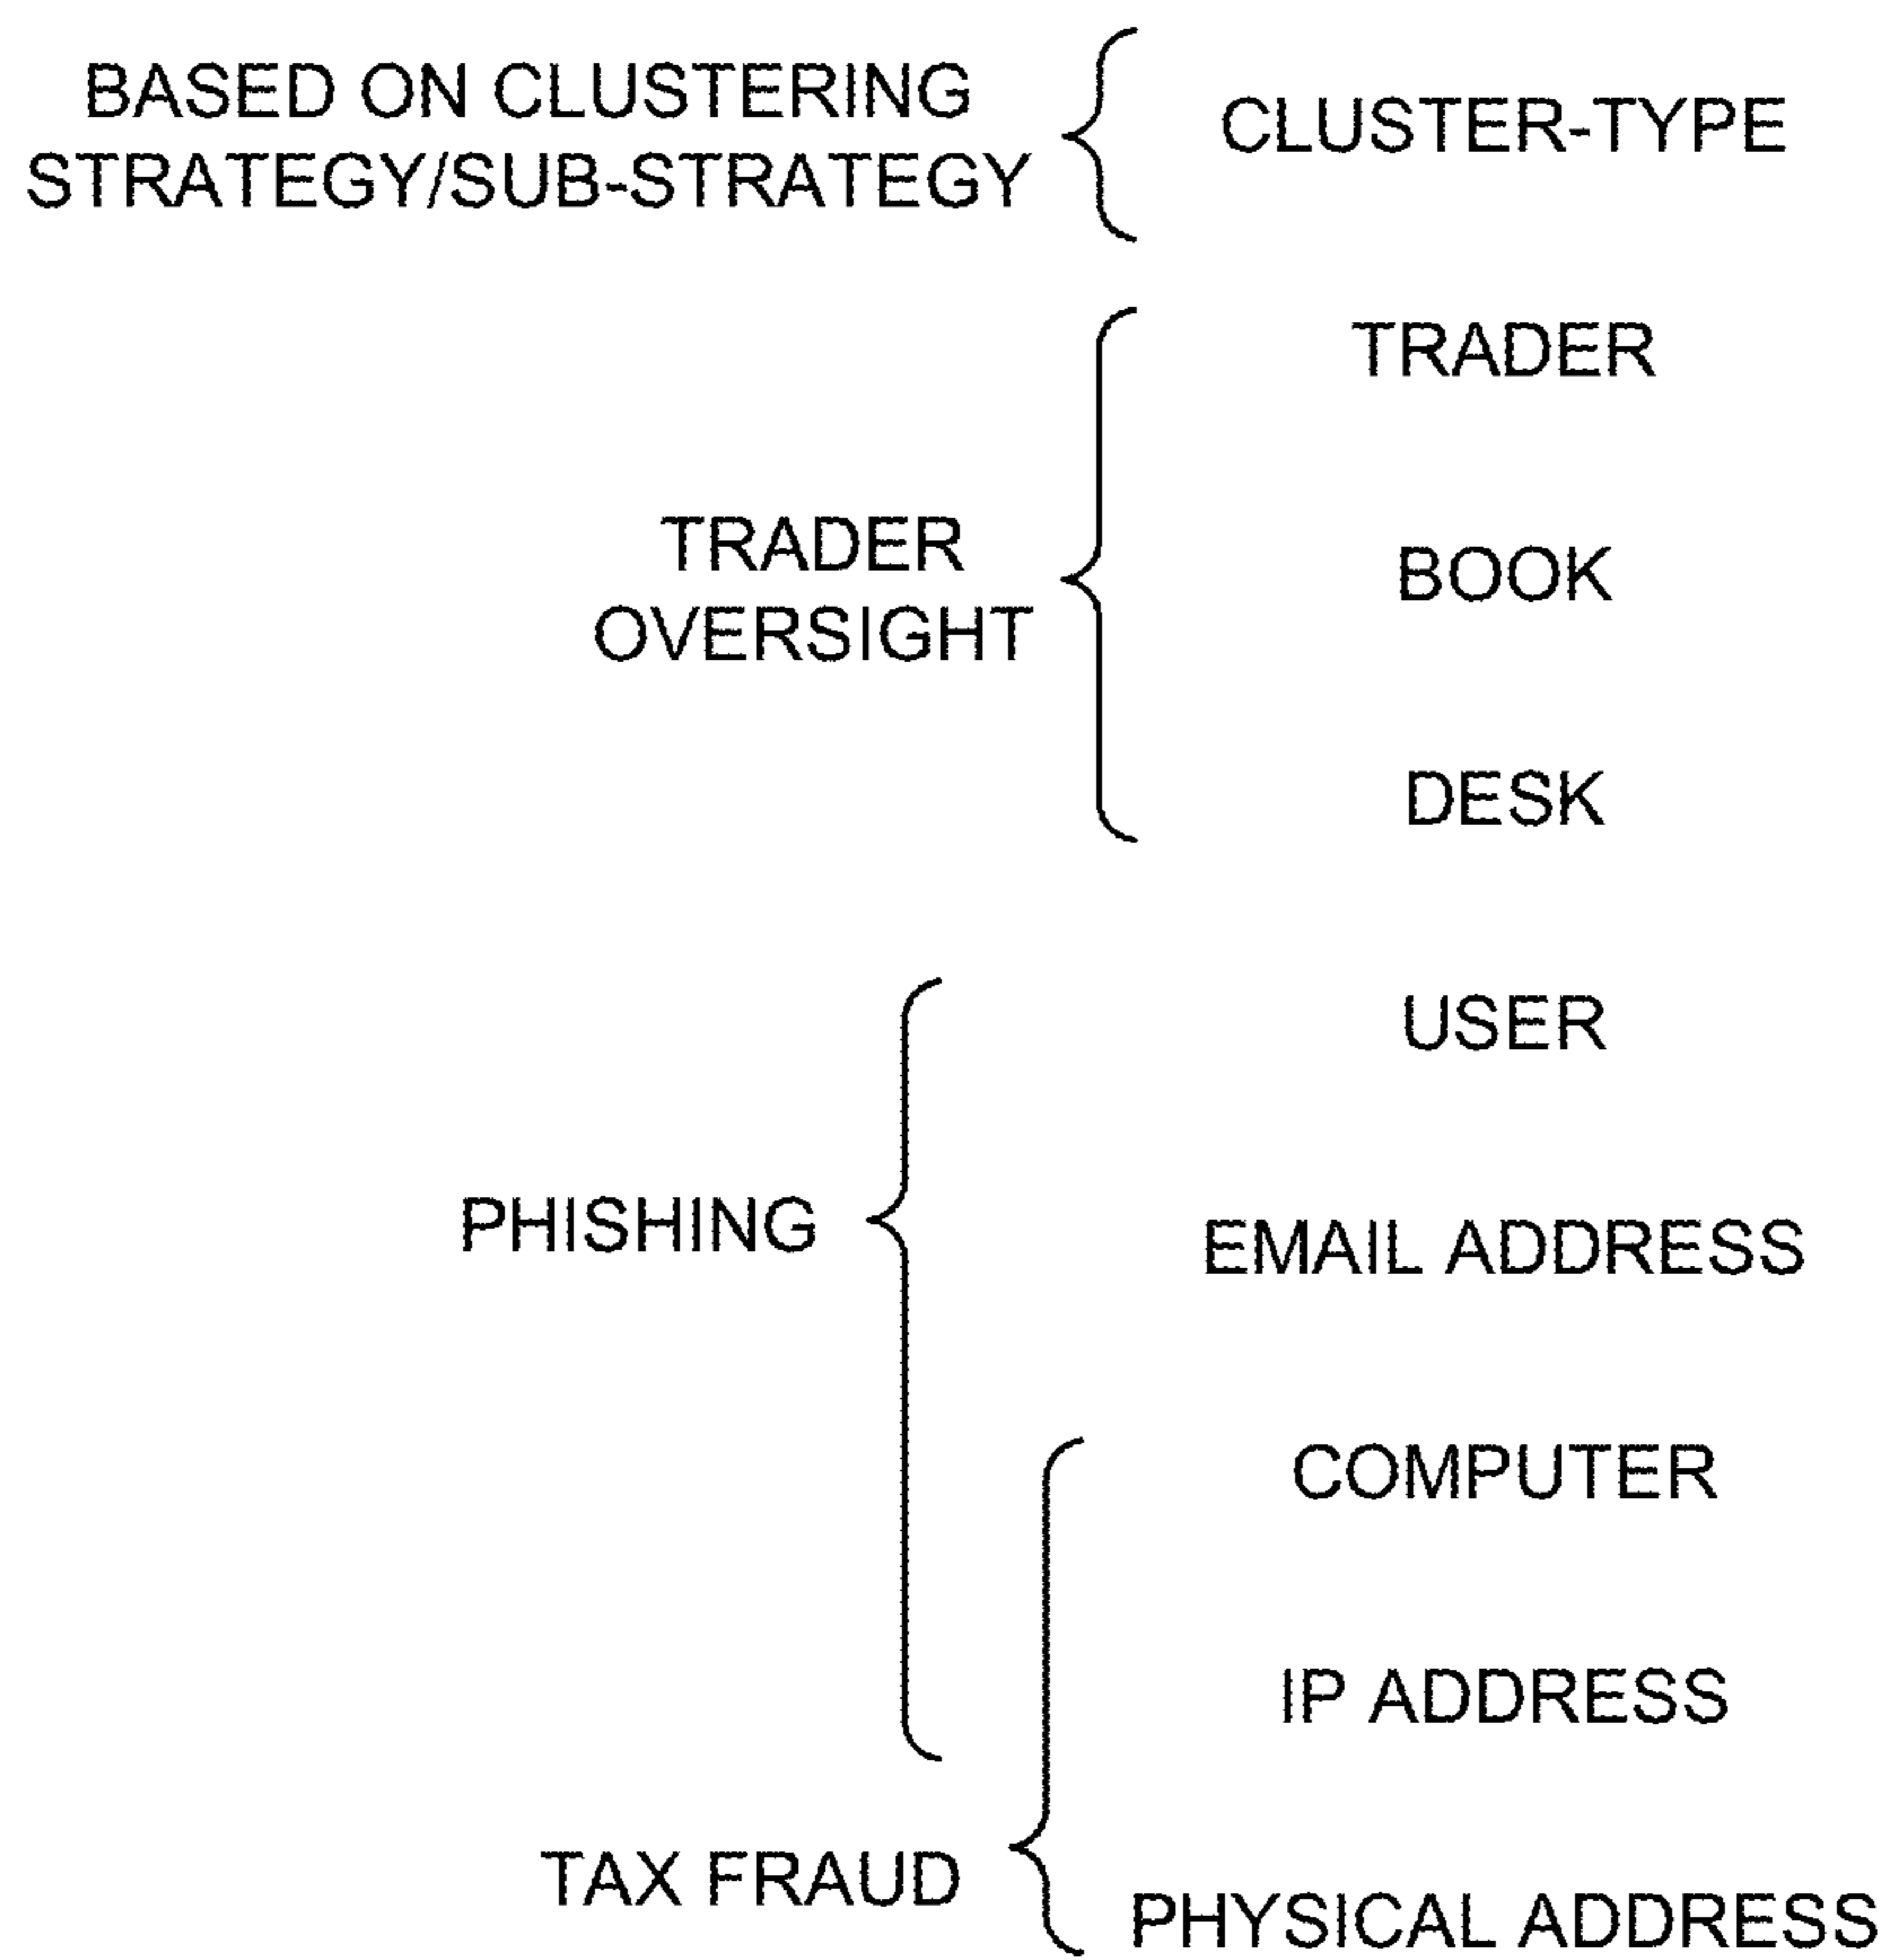 BASED ON CLUSTERING
STRATEGY/SUB-STRATEGY
CLUSTER-TYPE
TRADER
OVERSIGHT
TRADER
BOOK
DESK
PHISHING
USER
EMAIL ADDRESS
COMPUTER
IP ADDRESS
TAX FRAUD
PHYSICAL ADDRESS